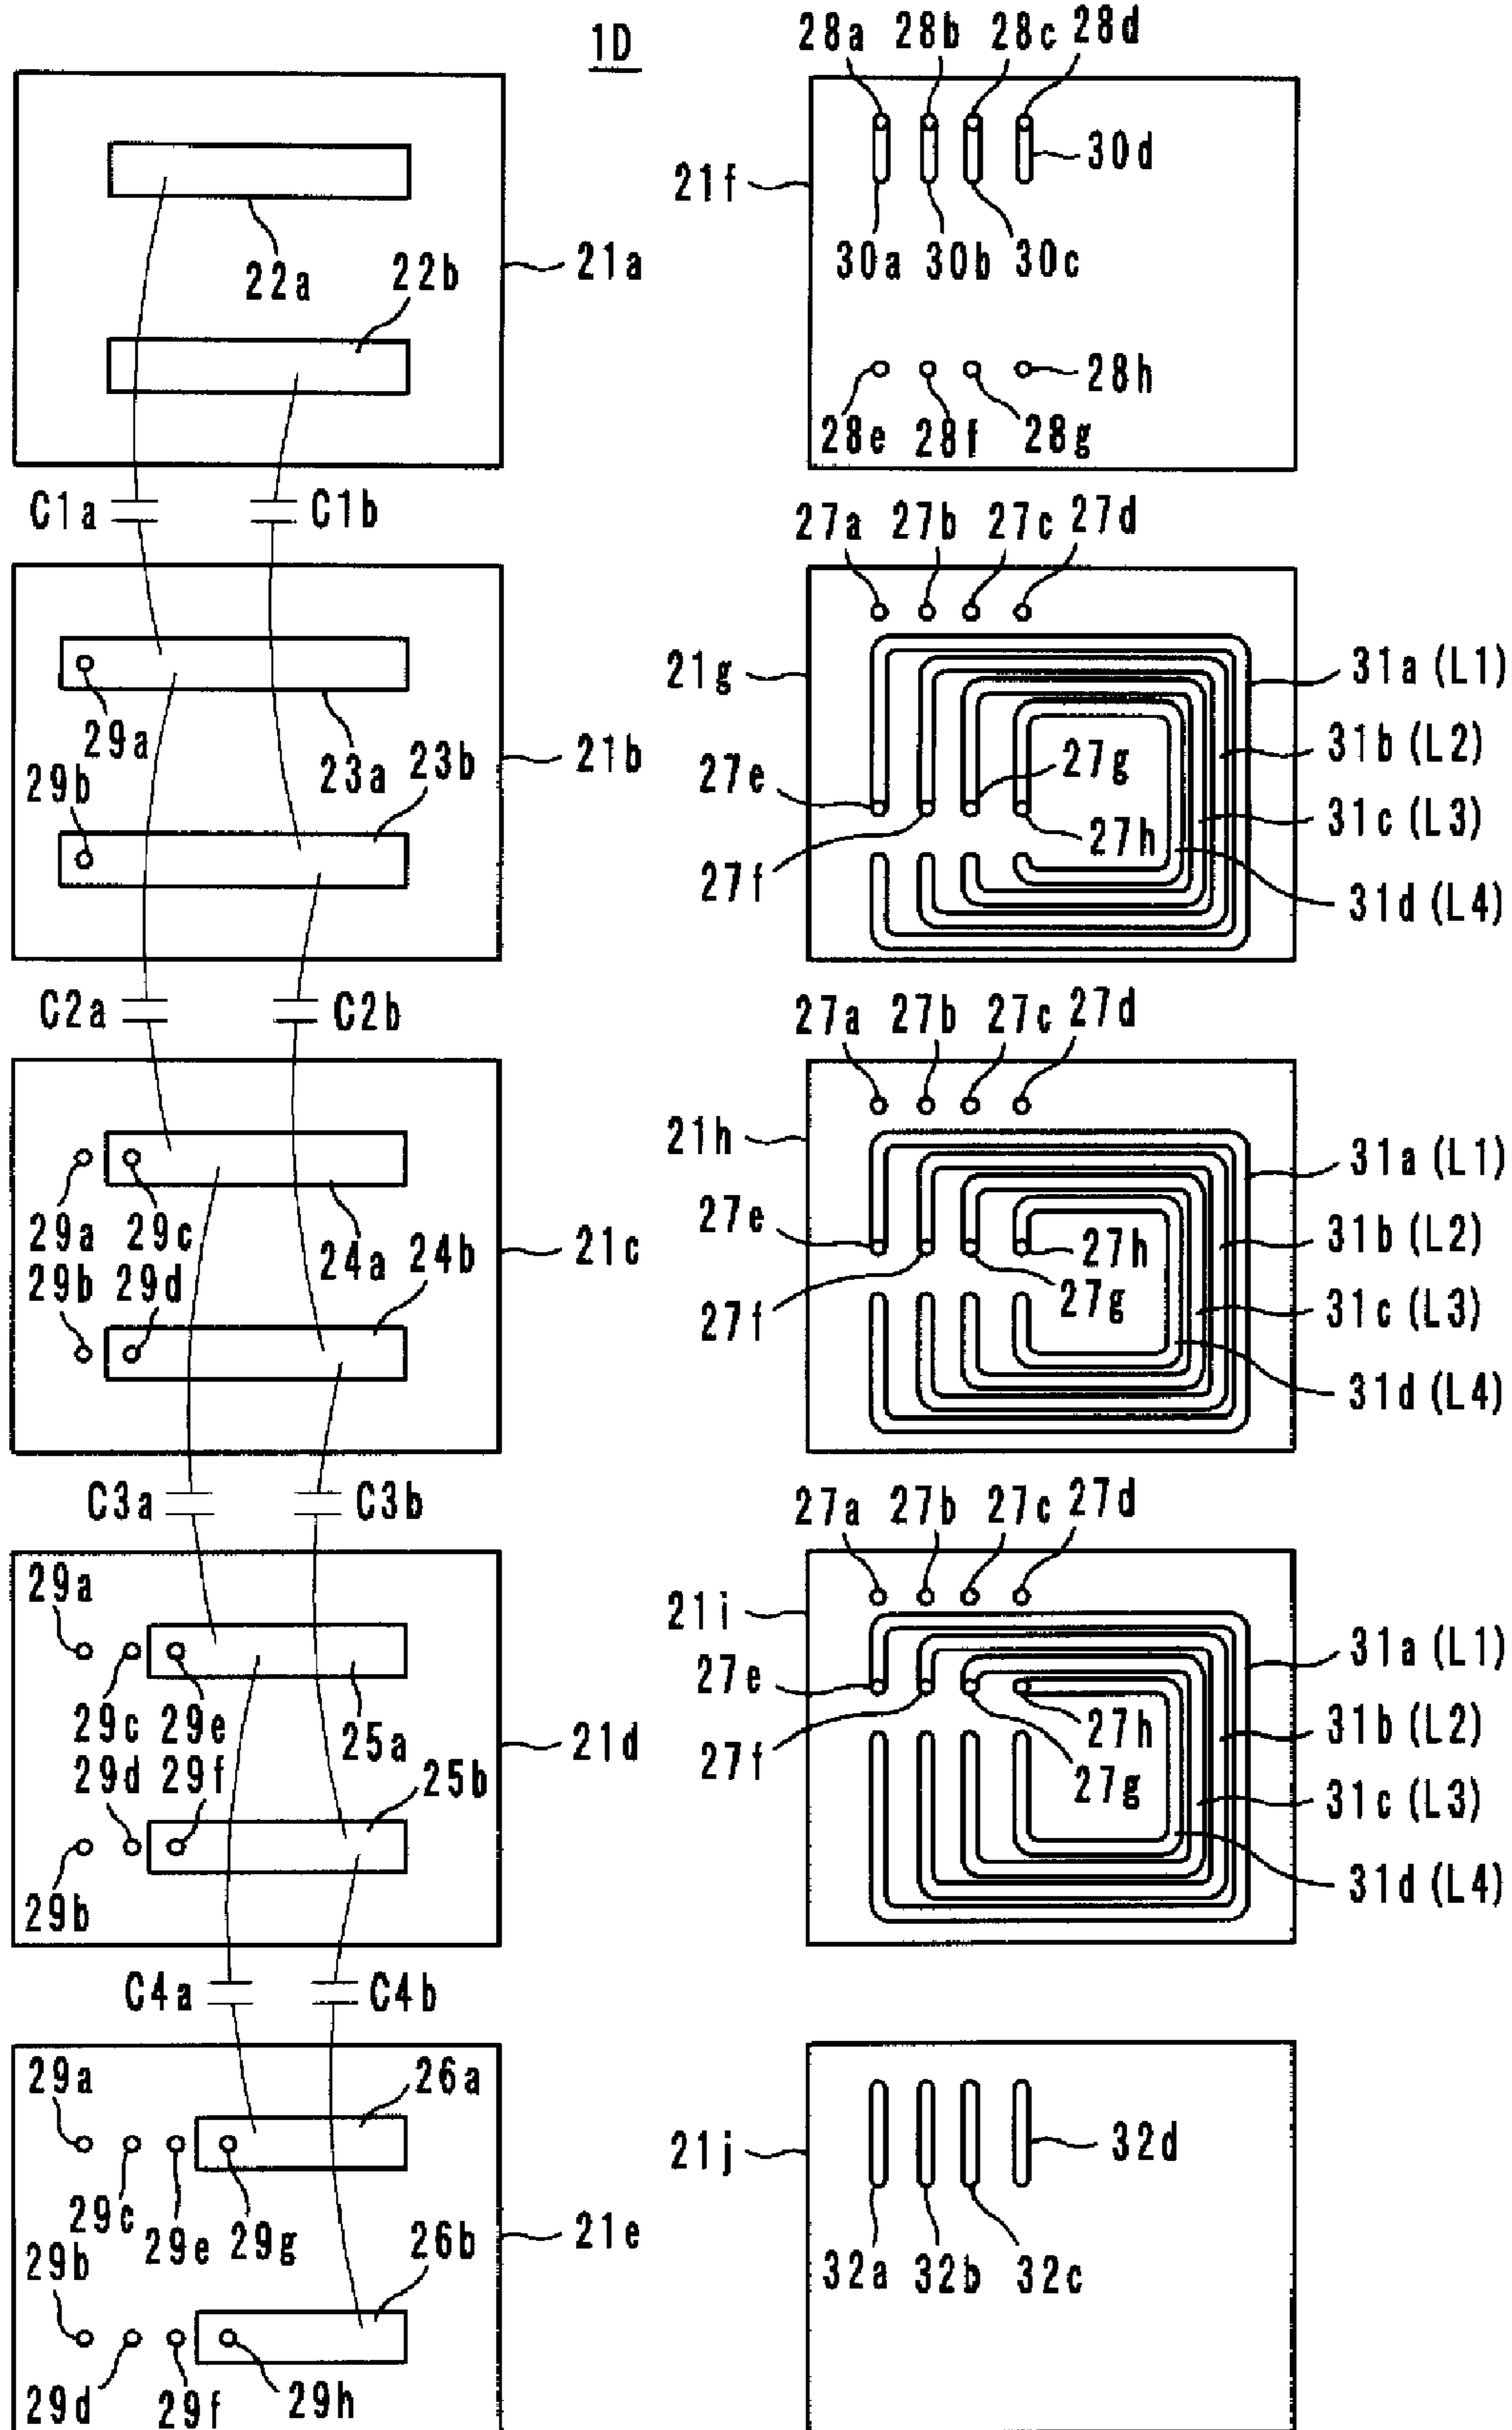 1D
22a
22b
21a
C1a
C1b
29a
23a
23b
29b
21b
C2a
C2b
29a
29c
24a
24b
29b
29d
21c
C3a
C3b
29a
29c
29e
25a
29d
29f
25b
29b
21d
C4a
C4b
29a
26a
29c
29e
29g
26b
29b
21e
29d
29f
29h
28a
28b
28c
28d
21f
30d
30a
30b
30c
28h
28e
28f
28g
27a
27b
27c
27d
21g
31a (L1)
27e
27g
31b (L2)
31c (L3)
27f
27h
31d (L4)
27a
27b
27c
27d
21h
31a (L1)
27e
27h
31b (L2)
27f
27g
31c (L3)
31d (L4)
27a
27b
27c
27d
21i
31a (L1)
27e
27h
31b (L2)
27f
27g
31c (L3)
31d (L4)
21j
32d
32a
32b
32c